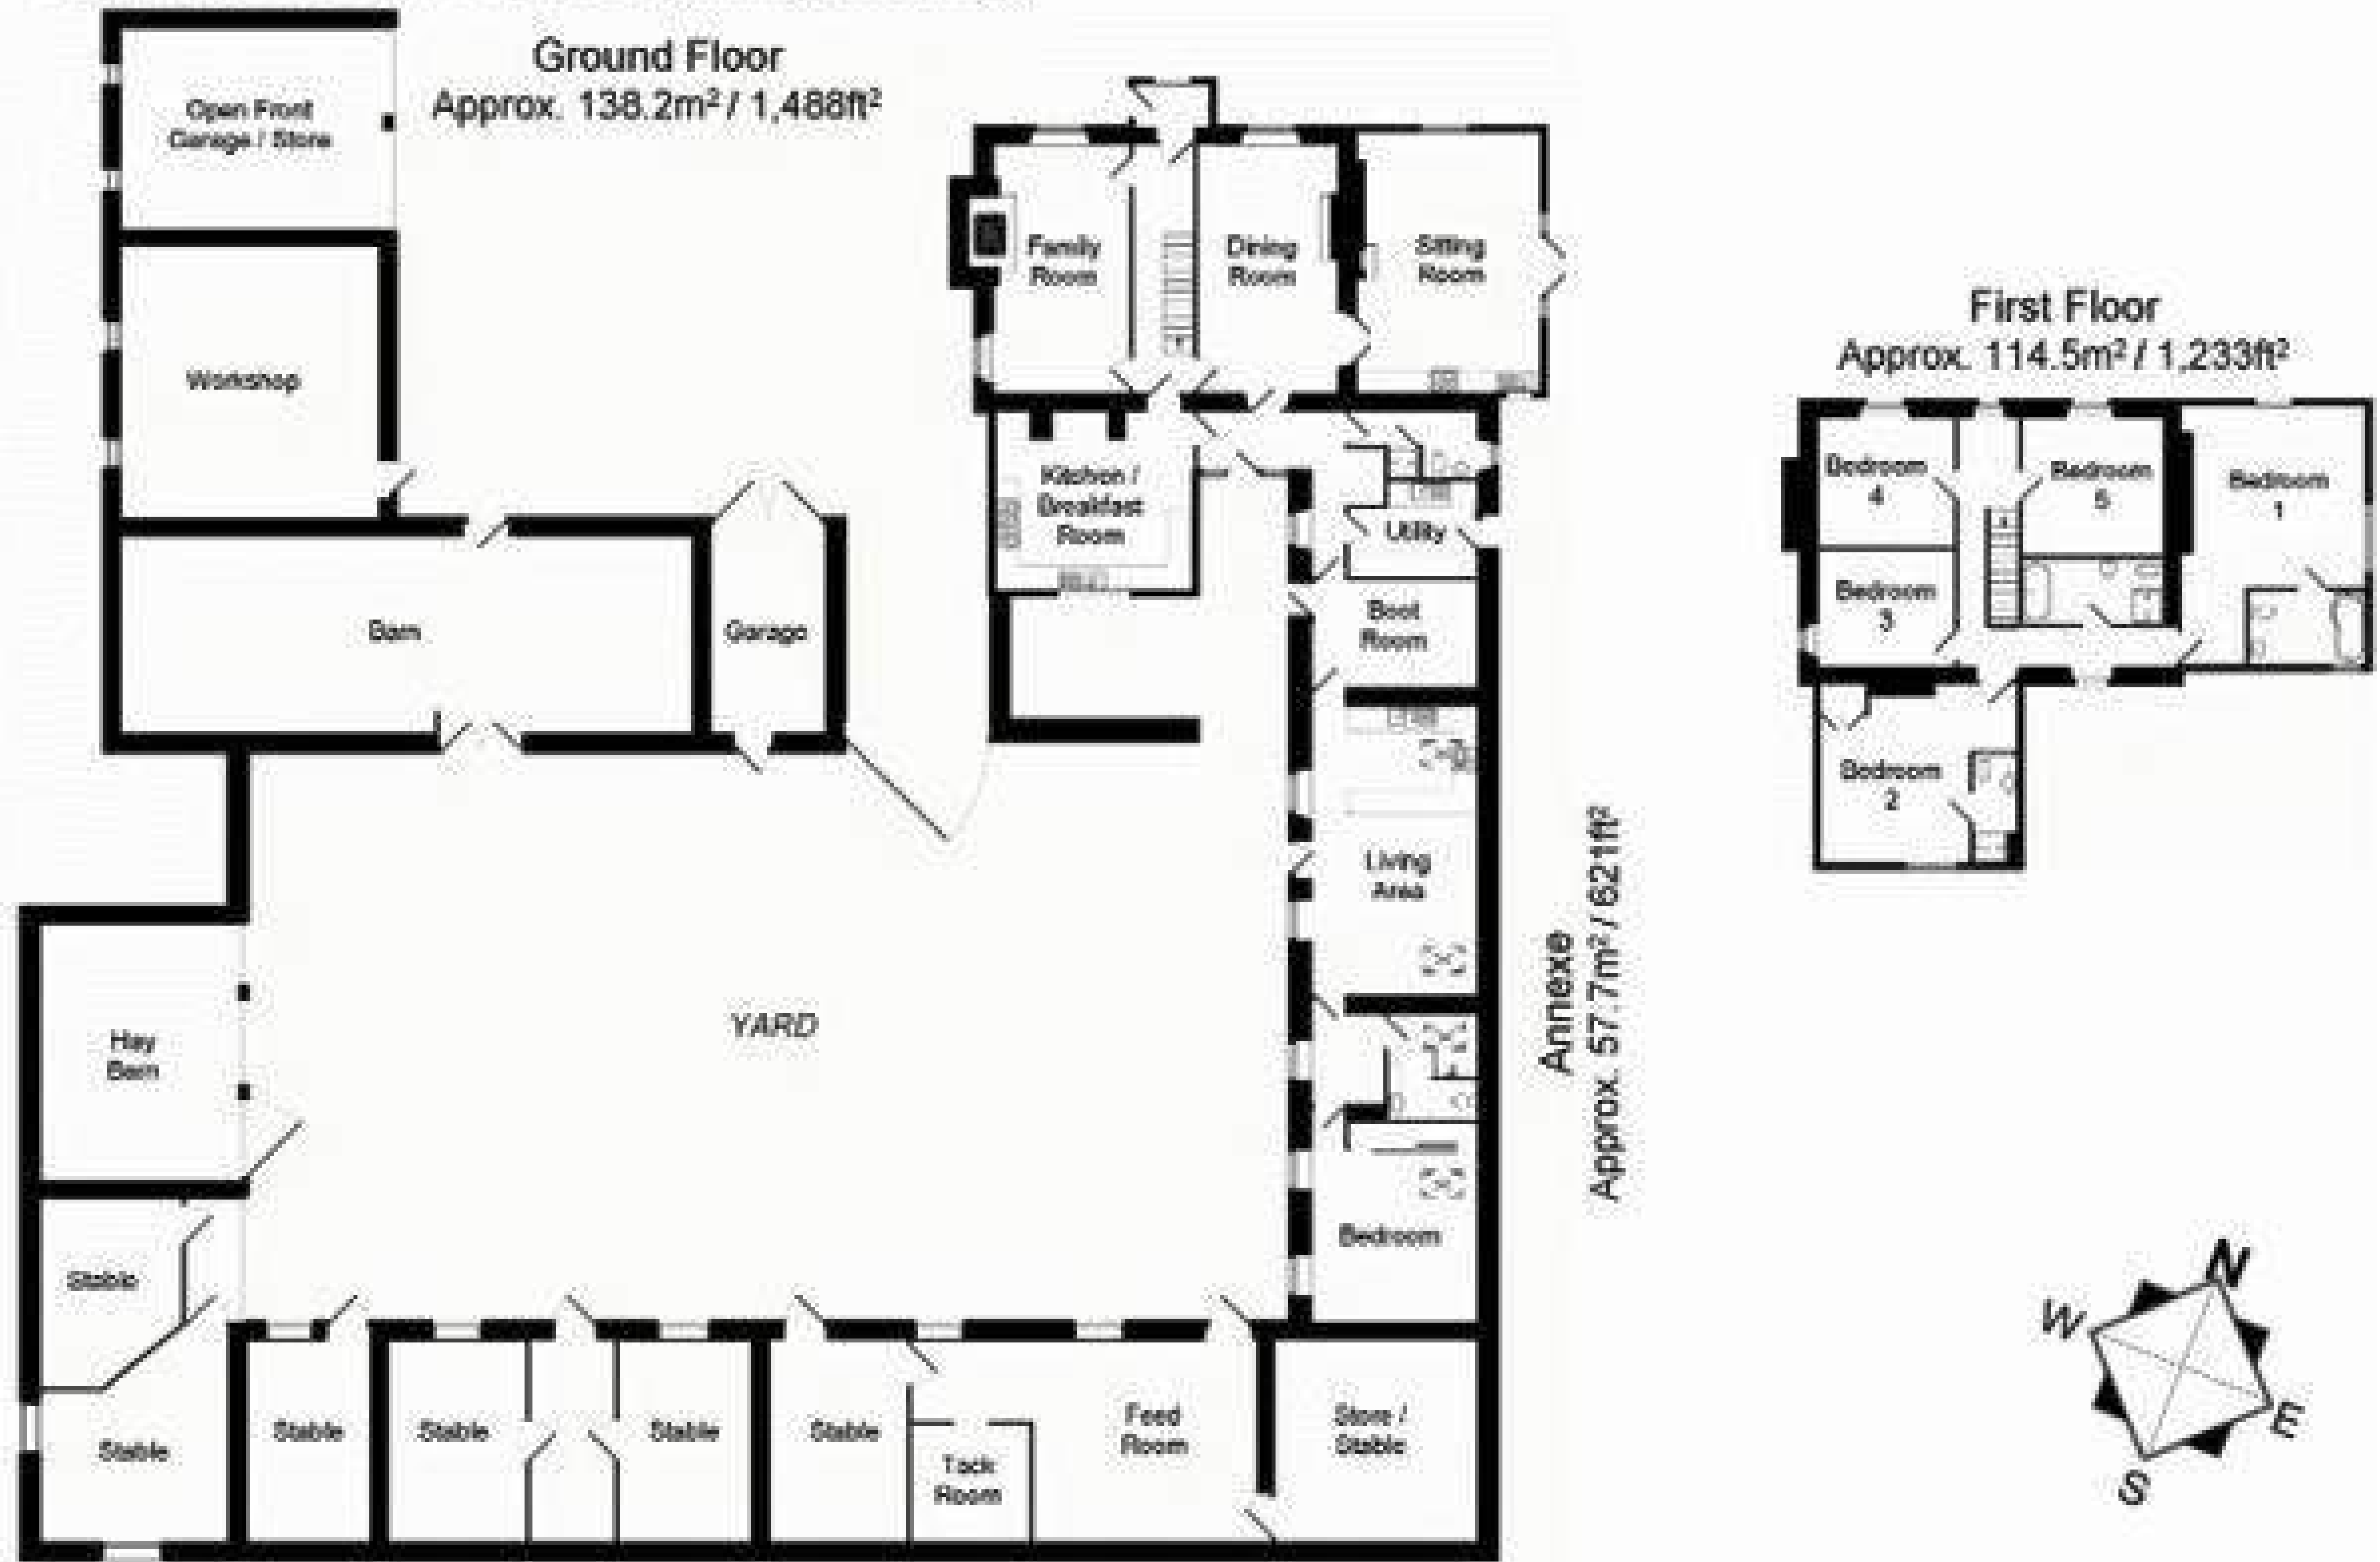 Ground Floor
Approx. 138.2m² / 1,488ft²
Open Front
Garage / Store
Workshop
Barn
Garage
Family
Room
Dining
Room
Sitting
Room
Kitchen /
Breakfast
Room
Utility
Boot
Room
Living
Area
Bedroom
Annexe
Approx. 57.7m² / 621ft²
YARD
Hay
Barn
Stable
Stable
Stable
Stable
Stable
Stable
Tack
Room
Feed
Room
Store /
Stable
First Floor
Approx. 114.5m² / 1,233ft²
Bedroom
4
Bedroom
5
Bedroom
1
Bedroom
3
Bedroom
2
N
W
E
S